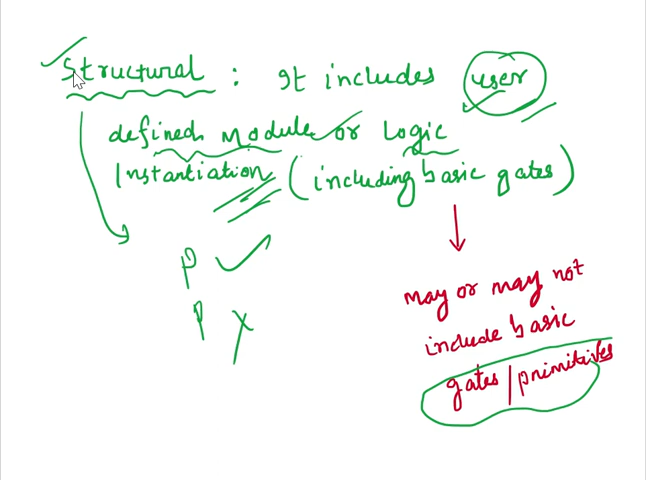 Structural : It includes user
defined Module or Logic
Instantiation (including basic gates)
P
P X
may or may not
include basic
gates / primitives